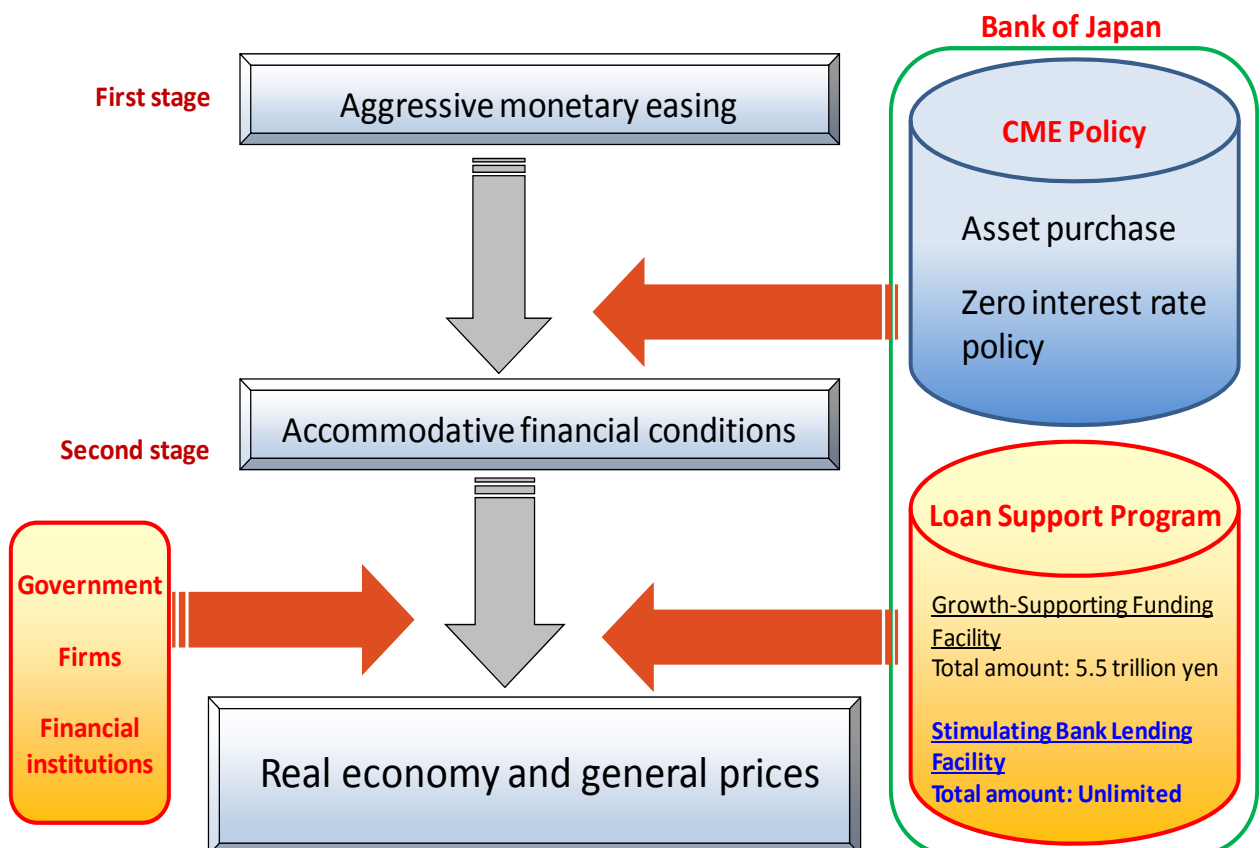 Bank of Japan
First stage
Aggressive monetary easing
CME Policy
Asset purchase
Zero interest rate
policy
Second stage
Accommodative financial conditions
Loan Support Program
Government
Firms
Financial
institutions
Growth-Supporting Funding
Facility
Total amount: 5.5 trillion yen
Stimulating Bank Lending
Facility
Total amount: Unlimited
Real economy and general prices